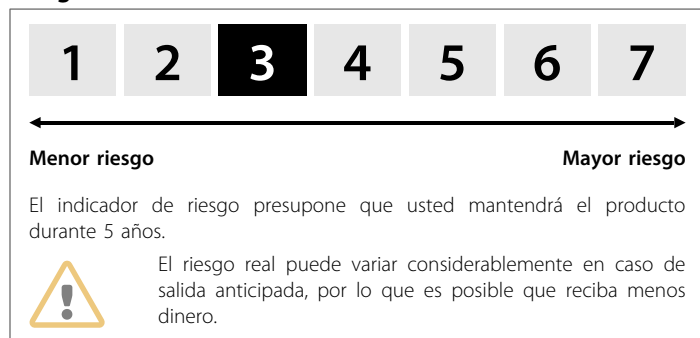 1 2 3 4 5 6 7
Menor riesgo Mayor riesgo
El indicador de riesgo presupone que usted mantendrá el producto
durante 5 años.
El riesgo real puede variar considerablemente en caso de
salida anticipada, por lo que es posible que reciba menos
dinero.